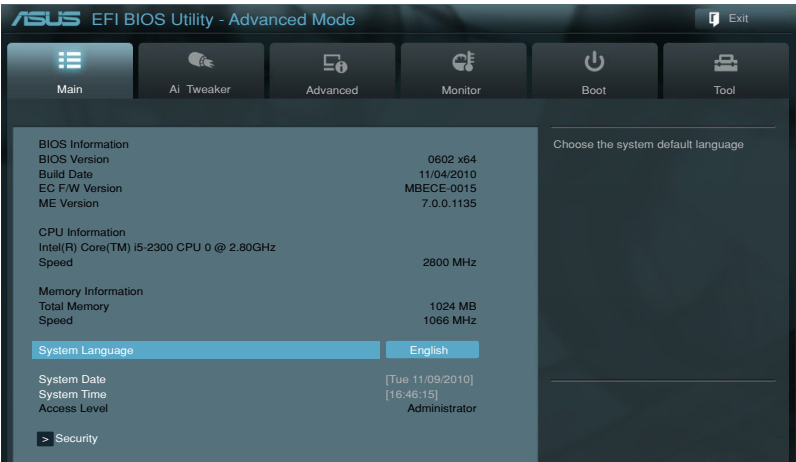 ASUS EFI BIOS Utility - Advanced Mode
Exit
Main
Ai Tweaker
Advanced
Monitor
Boot
Tool
BIOS Information
BIOS Version 0602 x64
Build Date 11/04/2010
EC F/W Version MBECE-0015
ME Version 7.0.0.1135
CPU Information
Intel(R) Core(TM) i5-2300 CPU 0 @ 2.80GHz
Speed 2800 MHz
Memory Information
Total Memory 1024 MB
Speed 1066 MHz
System Language English
System Date [Tue 11/09/2010]
System Time [16:46:15]
Access Level Administrator
> Security
Choose the system default language